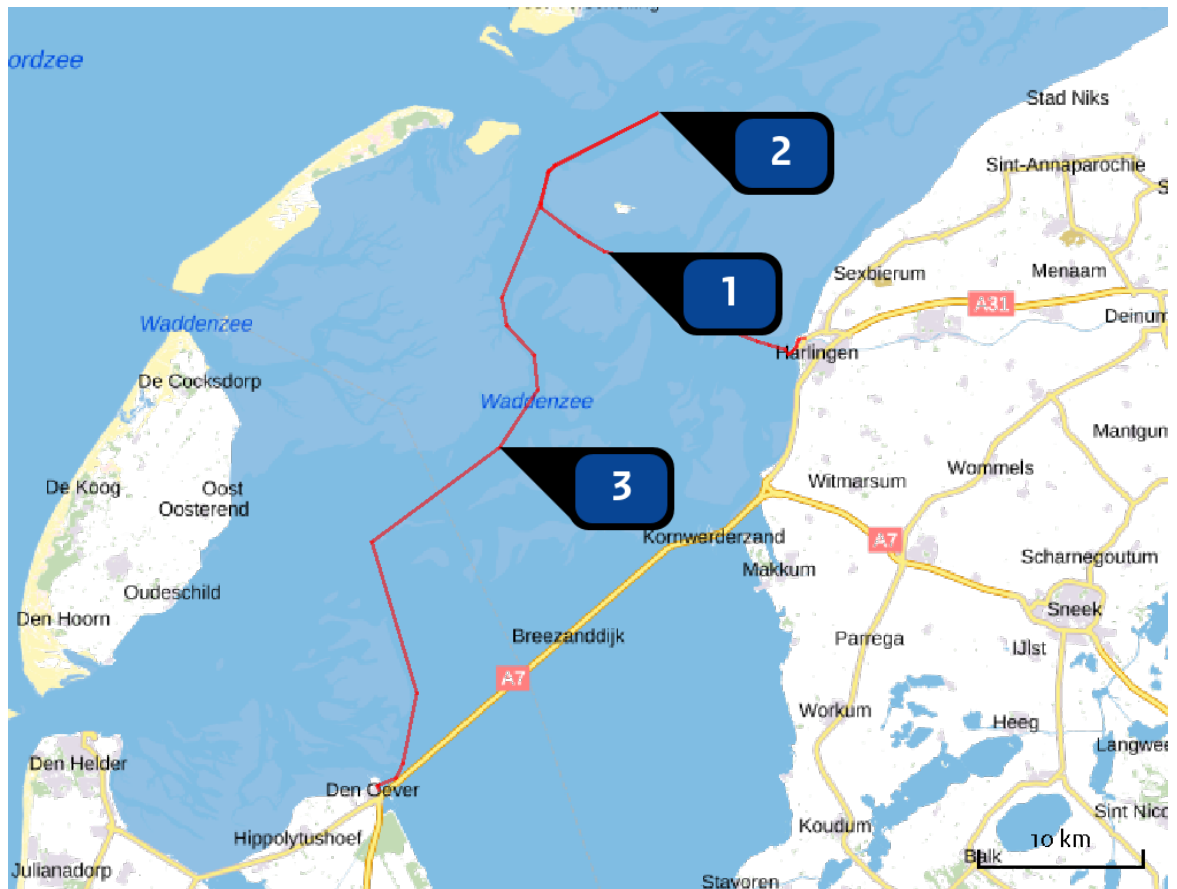 ordzee
Stad Niks
2
Sint-Annaparochie
S
1
Sexbierum
Menaam
A31
Waddenzee
Deinum
Harlingen
De Cocksdorp
Waddenzee
Mantgum
Wommels
Witmarsum
De Koog
Oost
3
Oosterend
Kornwerderzand
A7
Scharnegoutum
Makkum
Oudeschild
Sneek
Den Hoorn
Breezanddijk
Parrega
IJlst
A7
Workum
Heeg
Langwee
Den Helder
Den Oever
Sint Nico
Koudum
Hippolytushoef
10 km
Balk
Julianadorp
Stavoren